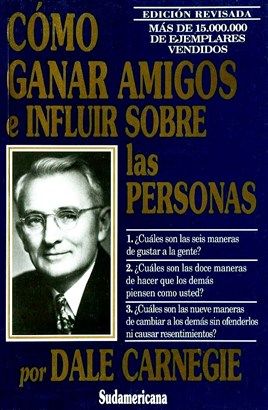 EDICIÓN REVISADA
MÁS DE 15.000.000
DE EJEMPLARES
VENDIDOS
CÓMO
GANAR AMIGOS
e INFLUIR SOBRE
las
PERSONAS
1. ¿Cuáles son las seis maneras
de gustar a la gente?
2. ¿Cuáles son las doce maneras
de hacer que los demás
piensen como usted?
3. ¿Cuáles son las nueve maneras
de cambiar a los demás sin ofenderlos
ni causar resentimientos?
por DALE CARNEGIE
Sudamericana